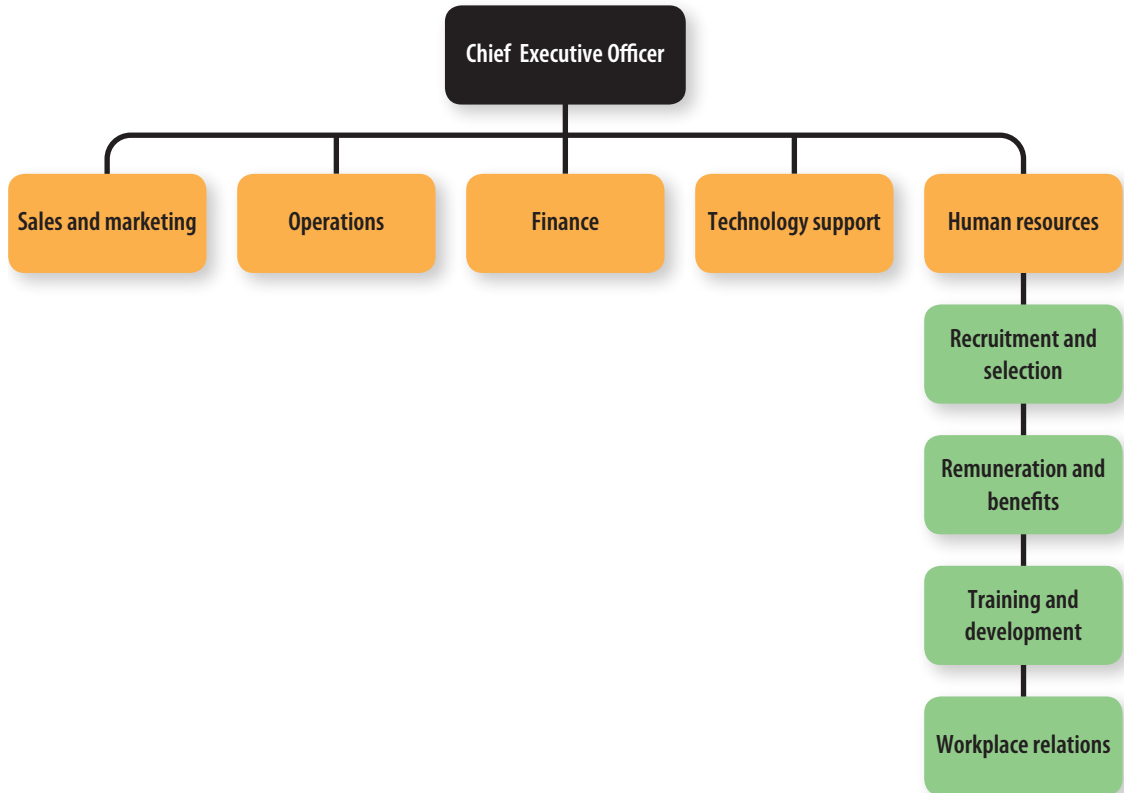 Chief Executive Officer
Sales and marketing
Operations
Finance
Technology support
Human resources
Recruitment and
selection
Remuneration and
benefits
Training and
development
Workplace relations